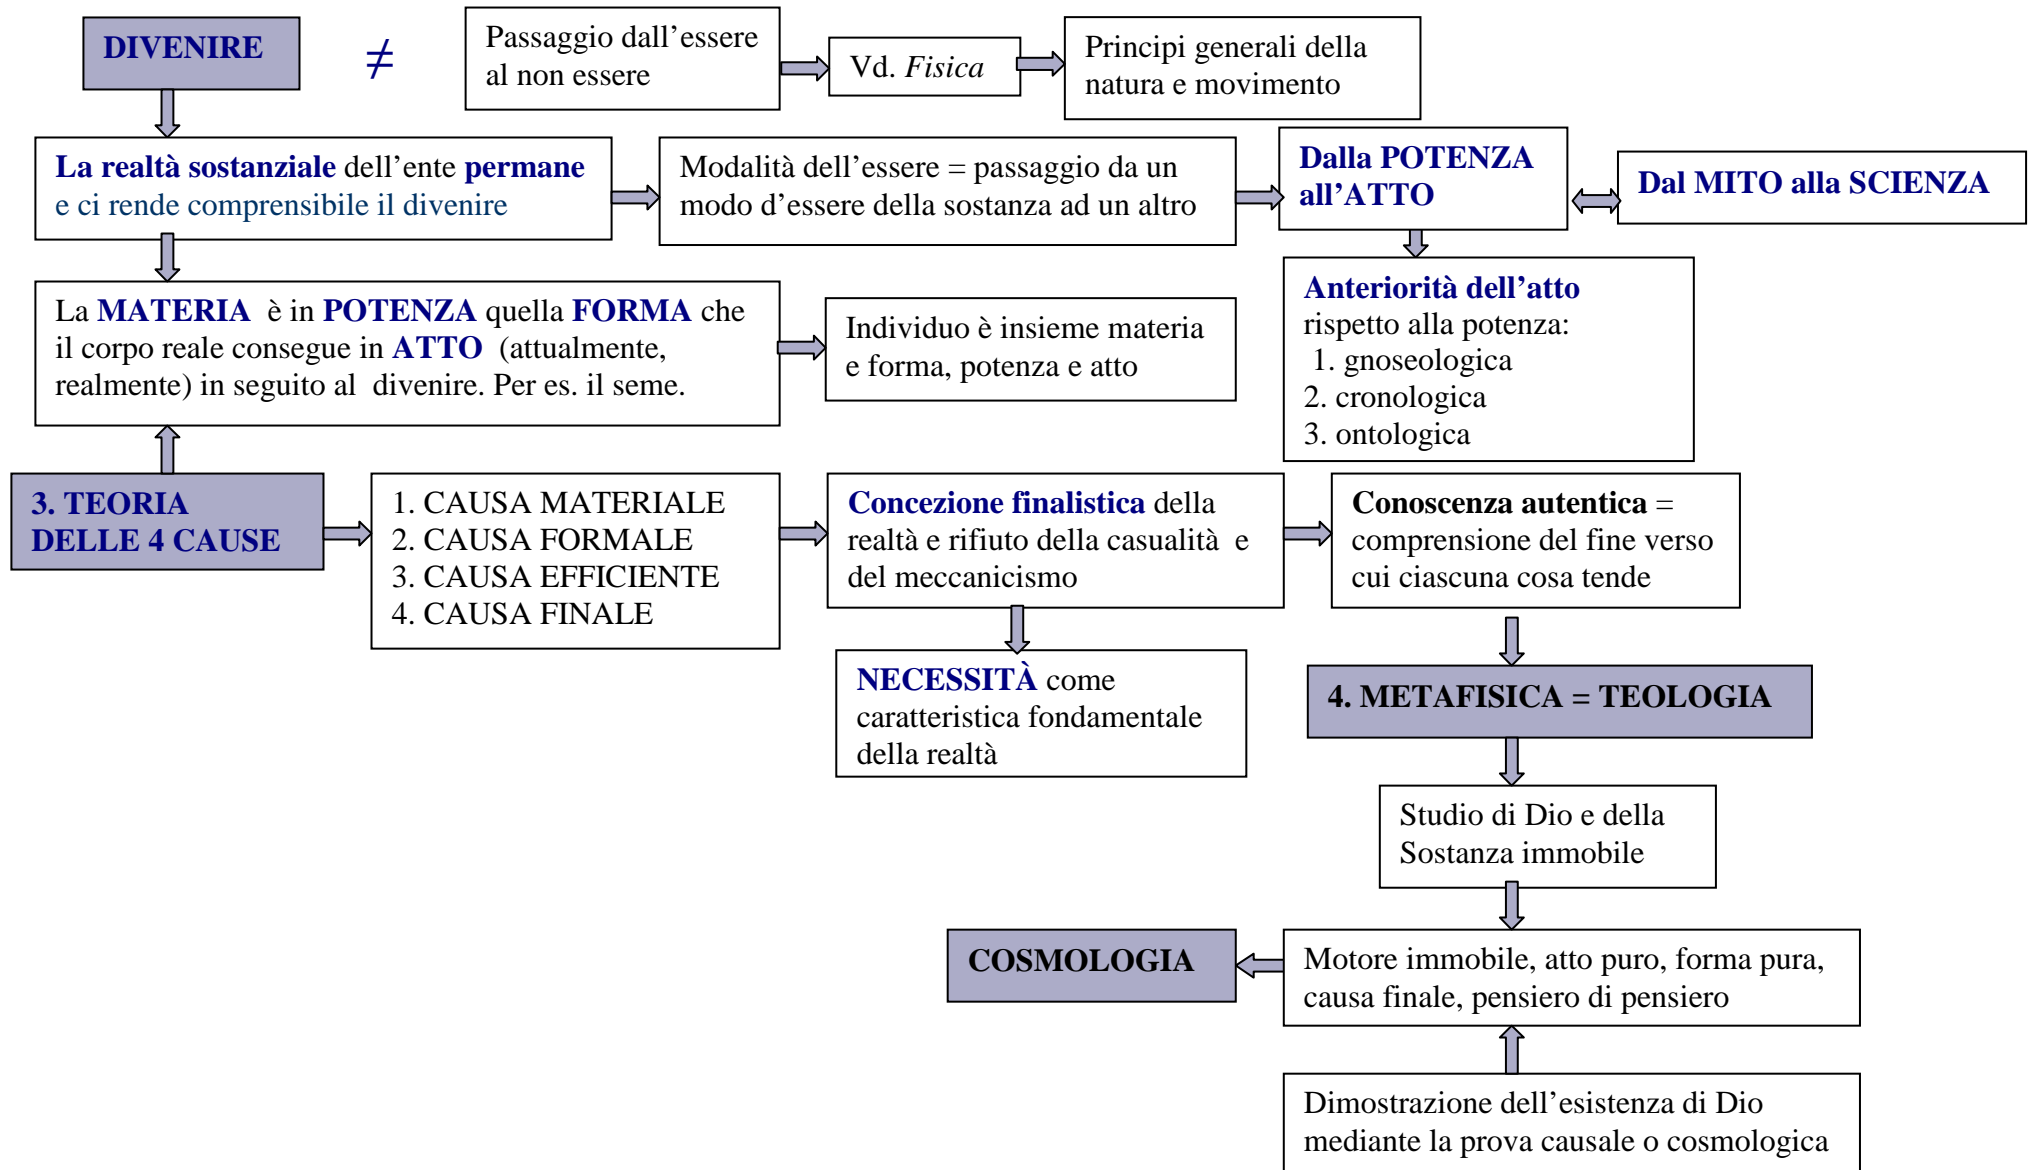 DIVENIRE
≠
Passaggio dall’essere
al non essere
Vd. Fisica
Principi generali della
natura e movimento
La realtà sostanziale dell’ente permane
e ci rende comprensibile il divenire
Modalità dell’essere = passaggio da un
modo d’essere della sostanza ad un altro
Dalla POTENZA
all’ATTO
Dal MITO alla SCIENZA
La MATERIA è in POTENZA quella FORMA che
il corpo reale consegue in ATTO (attualmente,
realmente) in seguito al divenire. Per es. il seme.
Individuo è insieme materia
e forma, potenza e atto
Anteriorità dell’atto
rispetto alla potenza:
1. gnoseologica
2. cronologica
3. ontologica
3. TEORIA
DELLE 4 CAUSE
1. CAUSA MATERIALE
2. CAUSA FORMALE
3. CAUSA EFFICIENTE
4. CAUSA FINALE
Concezione finalistica della
realtà e rifiuto della casualità e
del meccanicismo
Conoscenza autentica =
comprensione del fine verso
cui ciascuna cosa tende
NECESSITÀ come
caratteristica fondamentale
della realtà
4. METAFISICA = TEOLOGIA
Studio di Dio e della
Sostanza immobile
COSMOLOGIA
Motore immobile, atto puro, forma pura,
causa finale, pensiero di pensiero
Dimostrazione dell’esistenza di Dio
mediante la prova causale o cosmologica